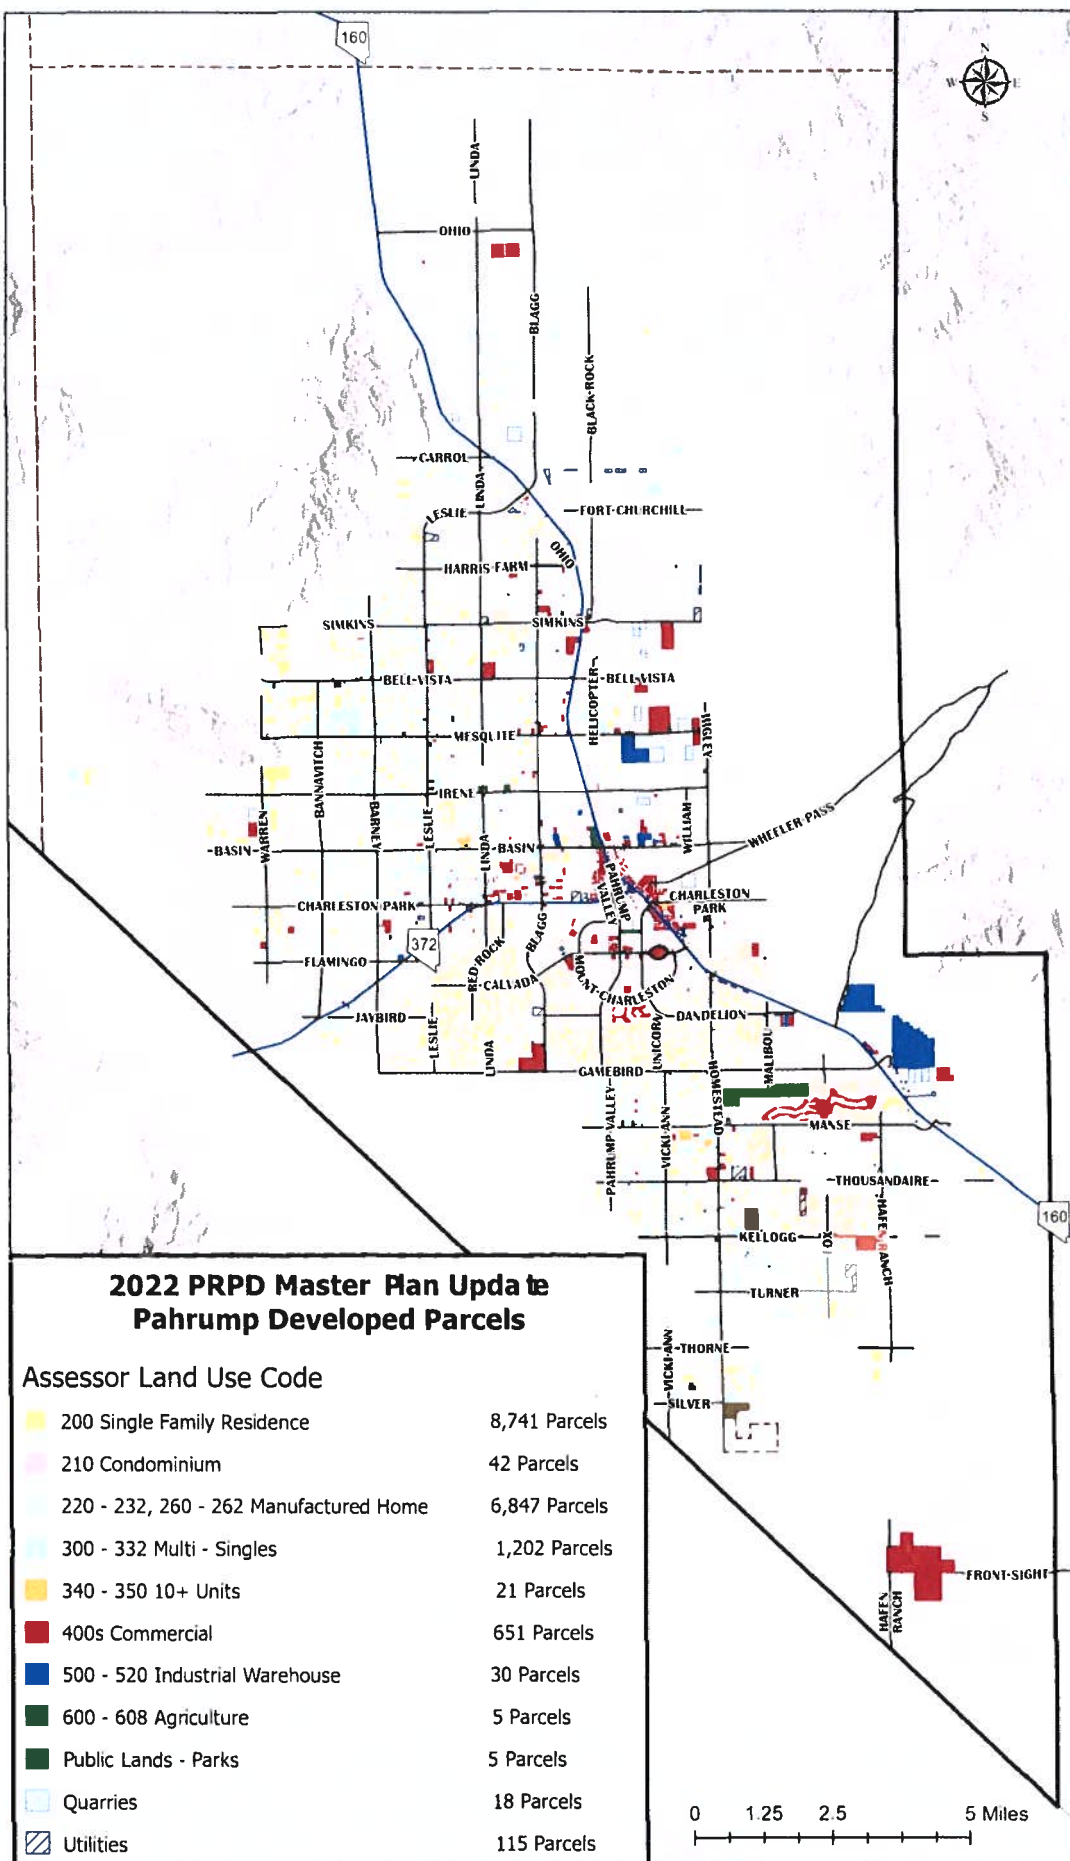 160
N
W E
S
LINDA
OHIO
BLAGG
BLACK-ROCK
CARROL
LINDA
LESLIE
FORT-CHURCHILL
OHIO
HARRIS-FARM
SIMKINS
SIMKINS
BELL-VISTA
HELICOPTER
BELL-VISTA
HIGLEY
MESQUITE
BANNAVITCH
BARNEY
LESLIE
IRENE
WARREN
LINDA
WILLIAM
WHEELER-PASS
BASIN
BASIN
PAHRUMP VALLEY
CHARLESTON PARK
CHARLESTON PARK
372
BLAGG
RED-ROCK
FLAMINGO
CALVADA
MOUNT-CHARLESTON
JAYBIRD
LESLIE
LINDA
UNICORN
DANDELION
MALIBOU
HOMESTEAD
GAMEBIRD
PAHRUMP-VALLEY
VICKI-ANN
MANSE
THOUSANDAIRE
HAFEN-RANCH
160
KELLOGG
OXO
TURNER
VICKI-ANN
THORNE
SILVER
FRONT-SIGHT
HAFEN
RANCH
2022 PRPD Master Plan Update
Pahrump Developed Parcels
Assessor Land Use Code
200 Single Family Residence 8,741 Parcels
210 Condominium 42 Parcels
220 - 232, 260 - 262 Manufactured Home 6,847 Parcels
300 - 332 Multi - Singles 1,202 Parcels
340 - 350 10+ Units 21 Parcels
400s Commercial 651 Parcels
500 - 520 Industrial Warehouse 30 Parcels
600 - 608 Agriculture 5 Parcels
Public Lands - Parks 5 Parcels
Quarries 18 Parcels
Utilities 115 Parcels
0 1.25 2.5 5 Miles